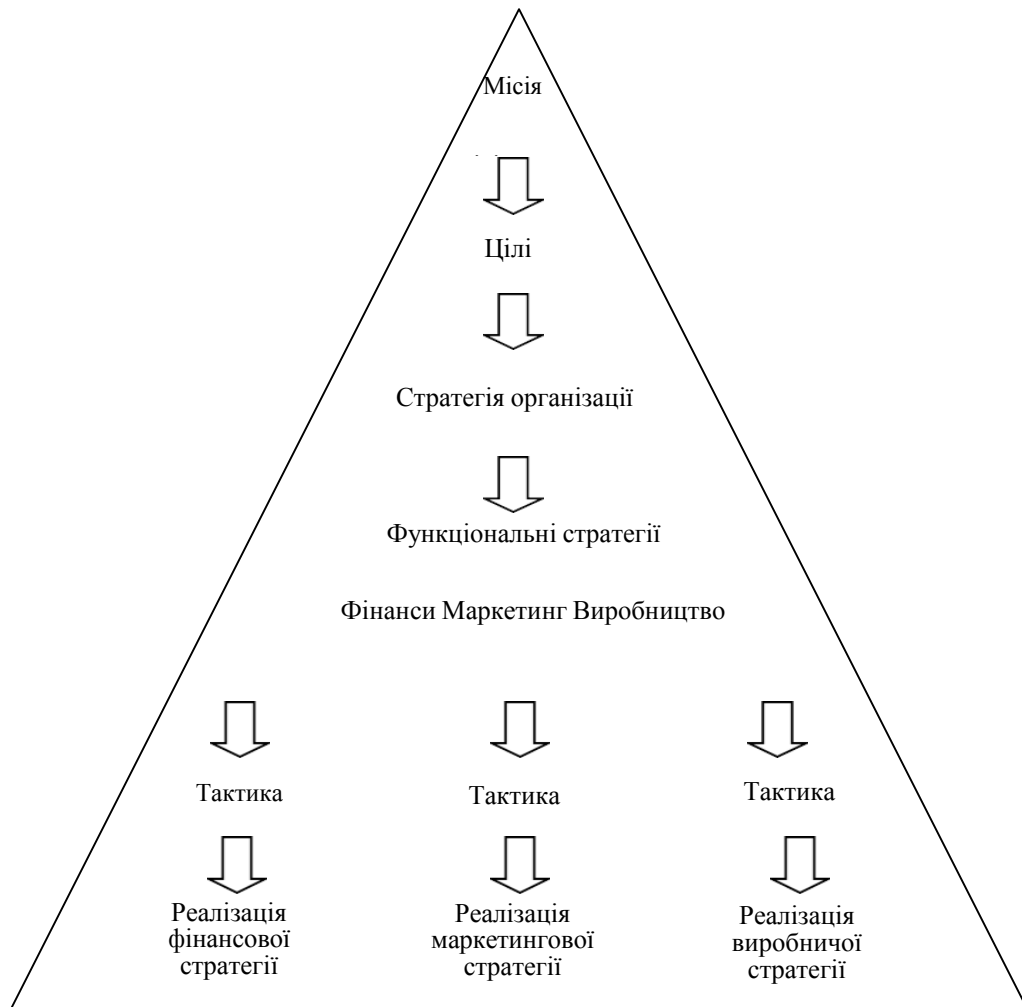 Місія
Цілі
Стратегія організації
Функціональні стратегії
Фінанси Маркетинг Виробництво
Тактика
Тактика
Тактика
Реалізація
фінансової
стратегії
Реалізація
маркетингової
стратегії
Реалізація
виробничої
стратегії